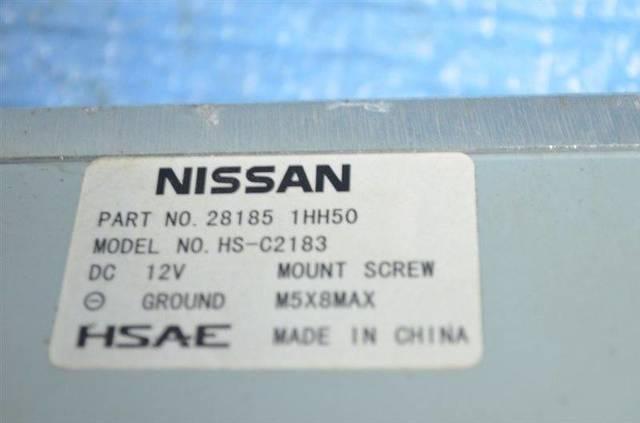 NISSAN
PART NO. 28185 1HH50
MODEL NO. HS-C2183
DC 12V MOUNT SCREW
⊖ GROUND M5X8MAX
HSAE MADE IN CHINA